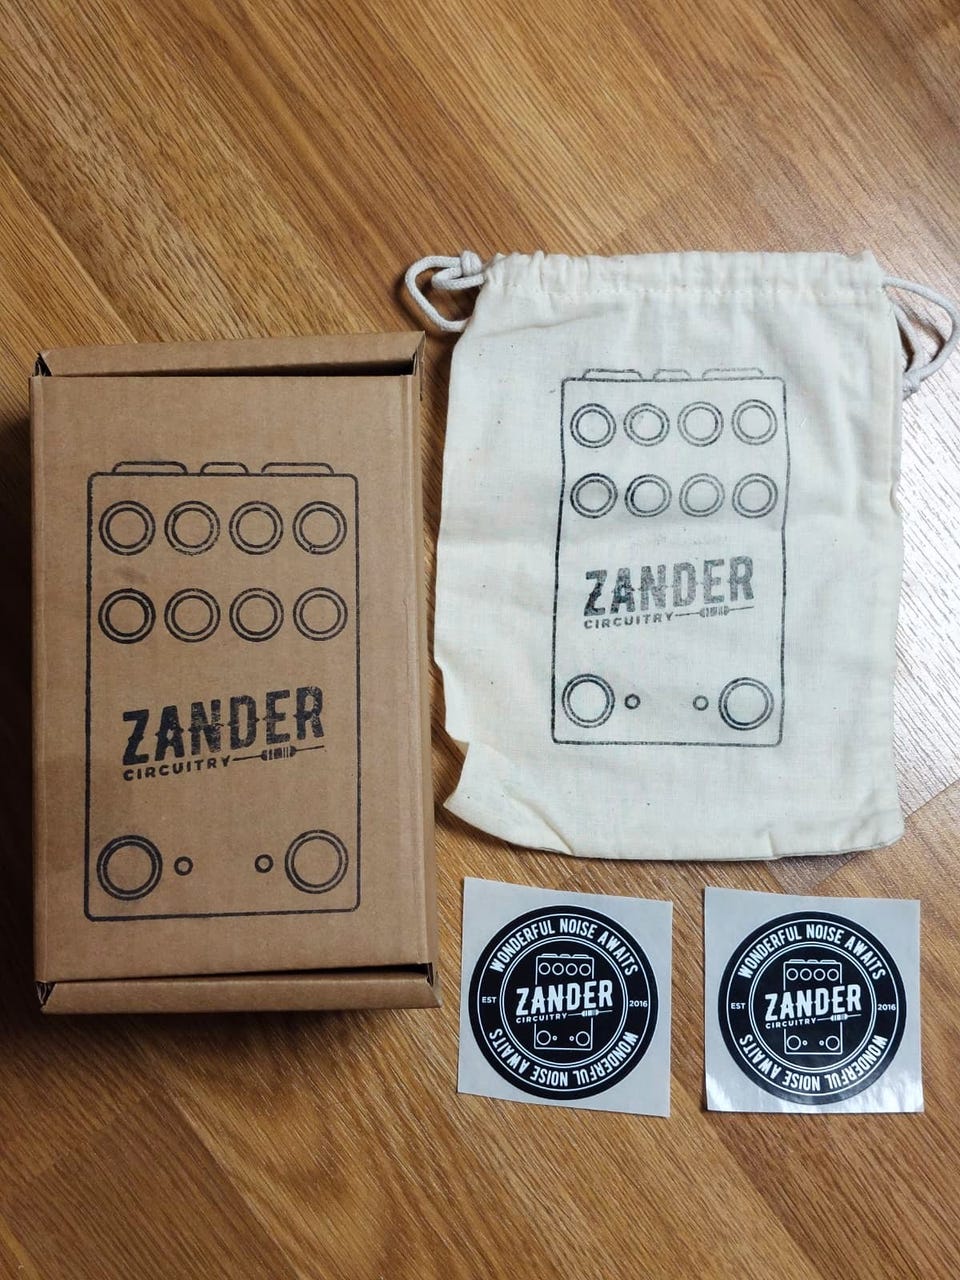 ZANDER
CIRCUITRY
ZANDER
CIRCUITRY
WONDERFUL NOISE AWAITS
EST
ZANDER
CIRCUITRY
2016
WONDERFUL NOISE AWAITS
WONDERFUL NOISE AWAITS
EST
ZANDER
CIRCUITRY
2016
WONDERFUL NOISE AWAITS